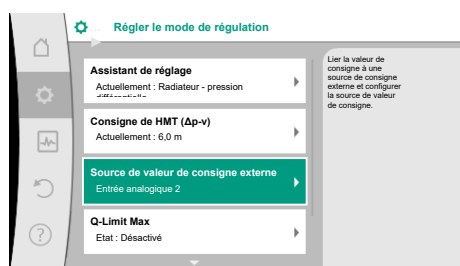 Régler le mode de régulation
Assistant de réglage
Actuellement : Radiateur - pression
différentielle
Consigne de HMT (Δp-v)
Actuellement : 6,0 m
Source de valeur de consigne externe
Entrée analogique 2
Q-Limit Max
Etat : Désactivé
Lier la valeur de
consigne à une
source de consigne
externe et configurer
la source de valeur
de consigne.